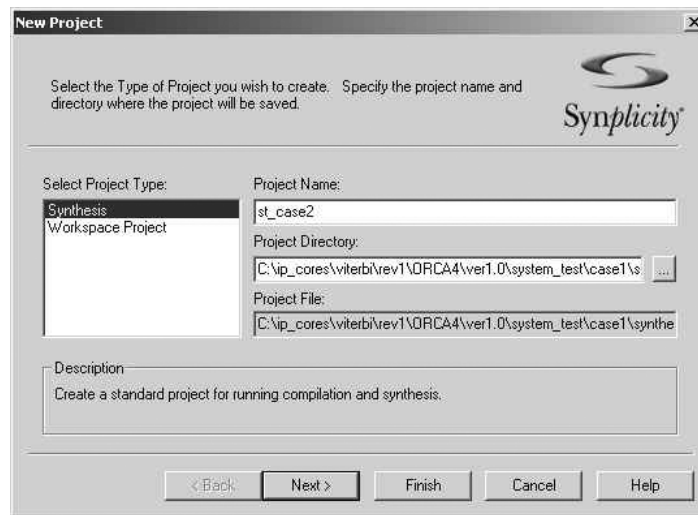 New Project
Select the Type of Project you wish to create. Specify the project name and
directory where the project will be saved.
Synplicity®
Select Project Type:
Synthesis
Workspace Project
Project Name:
st_case2
Project Directory:
C:\ip_cores\viterbi\rev1\ORCA4\ver1.0\system_test\case1\s
...
Project File:
C:\ip_cores\viterbi\rev1\ORCA4\ver1.0\system_test\case1\synthe
Description
Create a standard project for running compilation and synthesis.
< Back
Next >
Finish
Cancel
Help